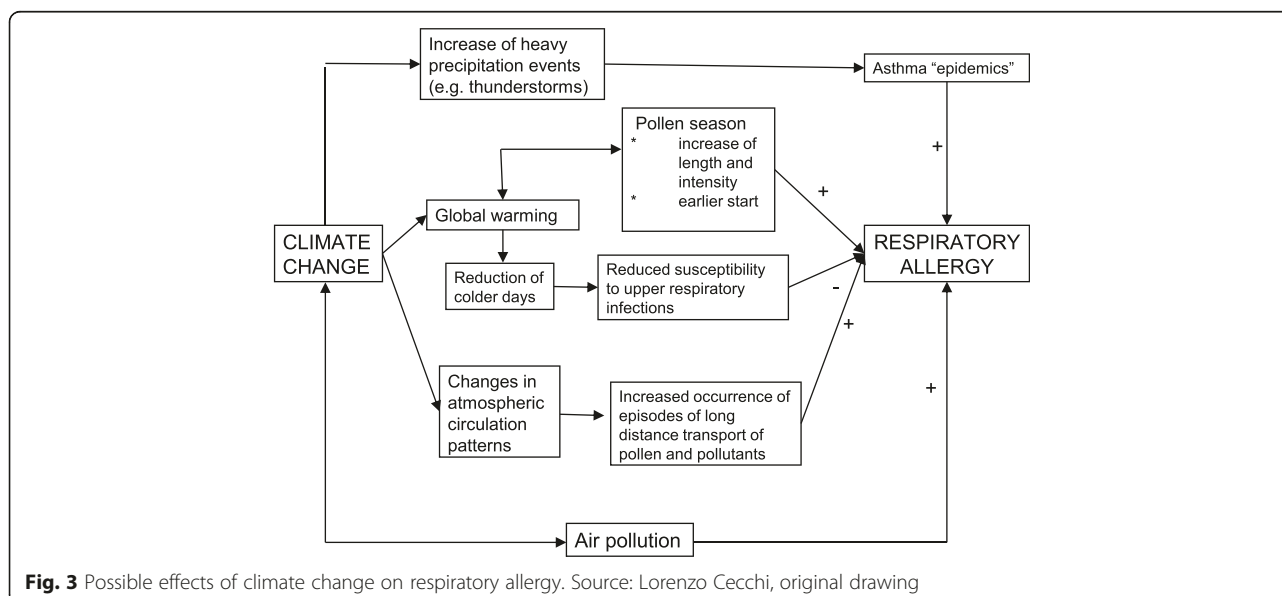 Increase of heavy
precipitation events
(e.g. thunderstorms)
Asthma “epidemics”
+
Pollen season
* increase of
length and
intensity
* earlier start
+
Global warming
CLIMATE
CHANGE
RESPIRATORY
ALLERGY
Reduction of
colder days
Reduced susceptibility
to upper respiratory
infections
-
+
Changes in
atmospheric
circulation
patterns
Increased occurrence of
episodes of long
distance transport of
pollen and pollutants
+
Air pollution
Fig. 3 Possible effects of climate change on respiratory allergy. Source: Lorenzo Cecchi, original drawing